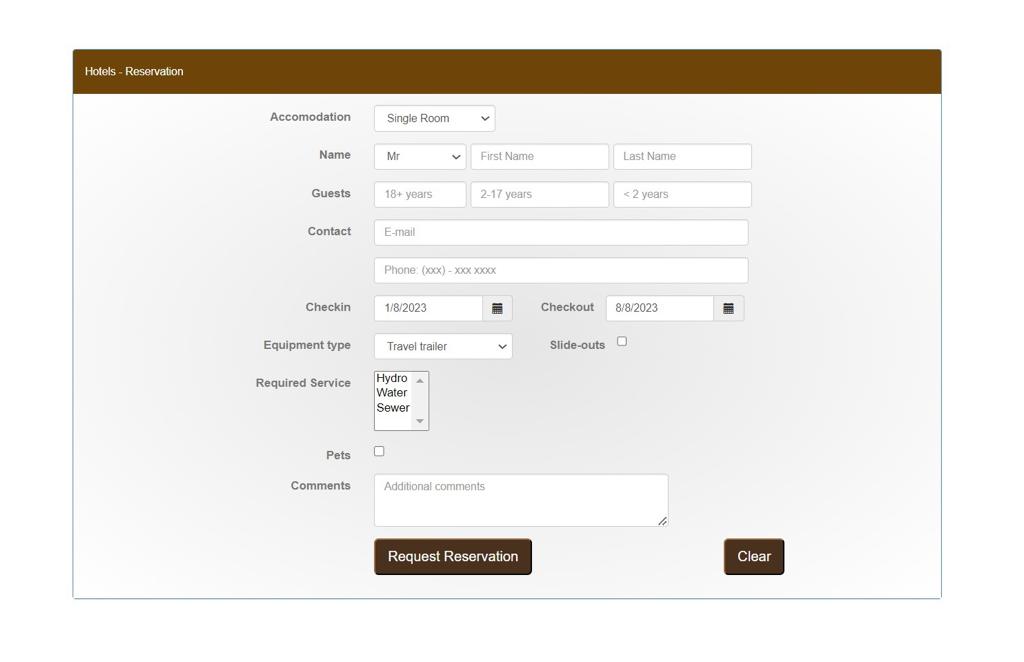 Hotels - Reservation
Accomodation Single Room
Name Mr First Name Last Name
Guests 18+ years 2-17 years < 2 years
Contact E-mail
Phone: (xxx) - xxx xxxx
Checkin 1/8/2023 Checkout 8/8/2023
Equipment type Travel trailer Slide-outs
Required Service Hydro
Water
Sewer
Pets
Comments Additional comments
Request Reservation Clear